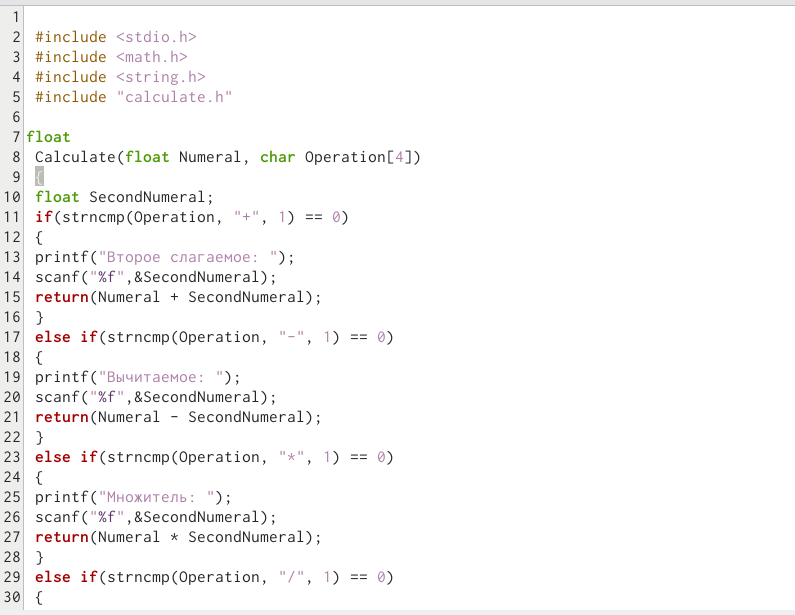 1
2 #include <stdio.h>
3 #include <math.h>
4 #include <string.h>
5 #include "calculate.h"
6
7 float
8 Calculate(float Numeral, char Operation[4])
9 {
10 float SecondNumeral;
11 if(strncmp(Operation, "+", 1) == 0)
12 {
13 printf("Второе слагаемое: ");
14 scanf("%f",&SecondNumeral);
15 return(Numeral + SecondNumeral);
16 }
17 else if(strncmp(Operation, "-", 1) == 0)
18 {
19 printf("Вычитаемое: ");
20 scanf("%f",&SecondNumeral);
21 return(Numeral - SecondNumeral);
22 }
23 else if(strncmp(Operation, "*", 1) == 0)
24 {
25 printf("Множитель: ");
26 scanf("%f",&SecondNumeral);
27 return(Numeral * SecondNumeral);
28 }
29 else if(strncmp(Operation, "/", 1) == 0)
30 {